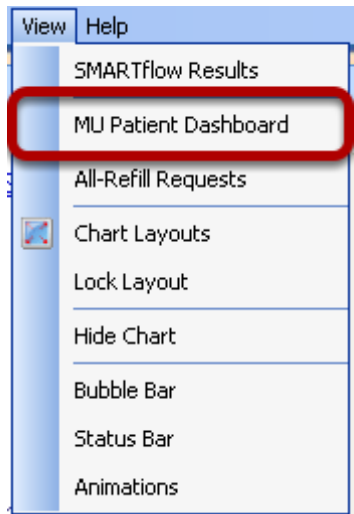 View Help
SMARTflow Results
MU Patient Dashboard
All-Refill Requests
Chart Layouts
Lock Layout
Hide Chart
Bubble Bar
Status Bar
Animations